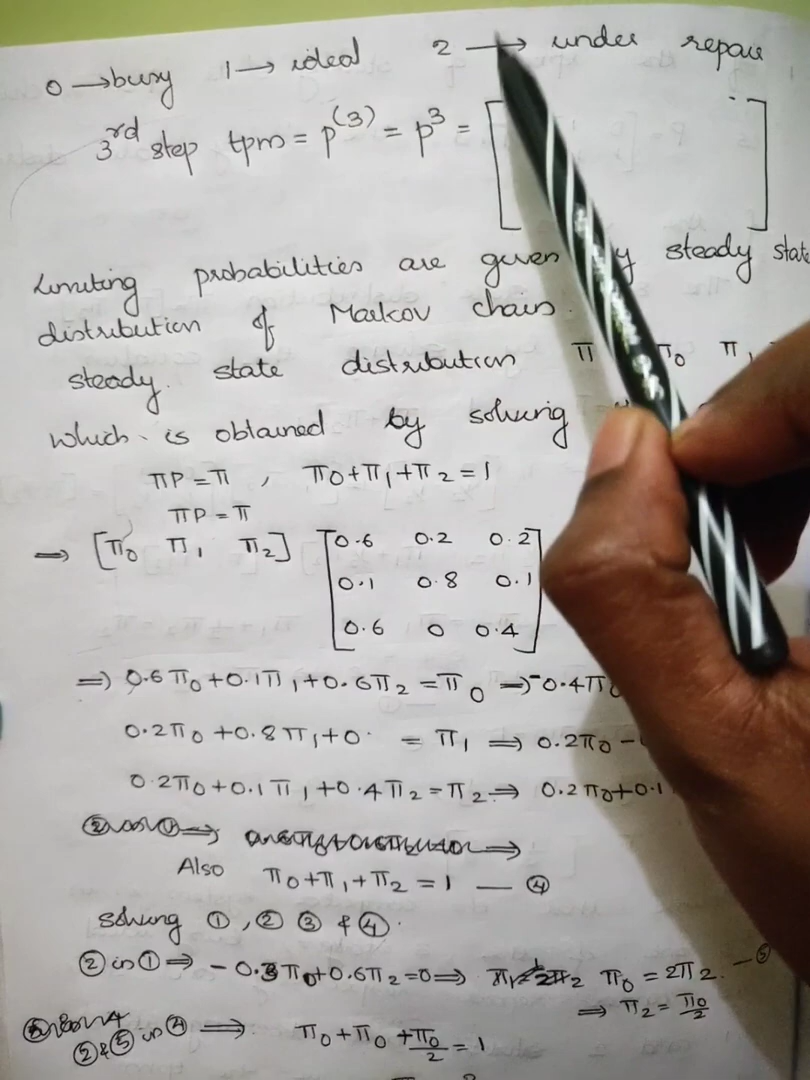 0 → busy 1 → ideal 2 → under repair
3rd step tpm = p(3) = p3 = [ ]
Limiting probabilities are given steady state
distribution of Markov chain.
steady. state distribution π π0 π1
which is obtained by solving
πP = π , π0+π1+π2 = 1
πP = π
⇒ [π0 π1 π2] [0.6 0.2 0.2
0.1 0.8 0.1
0.6 0 0.4]
⇒ 0.6π0+0.1π1+0.6π2 = π0 ⇒ -0.4π0
0.2π0+0.8π1+0. = π1 ⇒ 0.2π0 -
0.2π0+0.1π1+0.4π2 = π2 ⇒ 0.2π0+0.1
Also π0+π1+π2 = 1 — ④
solving ①, ② ③ & ④.
② in ① ⇒ - 0.3π0+0.6π2=0 ⇒ π0 = 2π2. — ⑤
⇒ π2 = π0/2
②&⑤ in ④ ⇒ π0+π0+π0/2 = 1